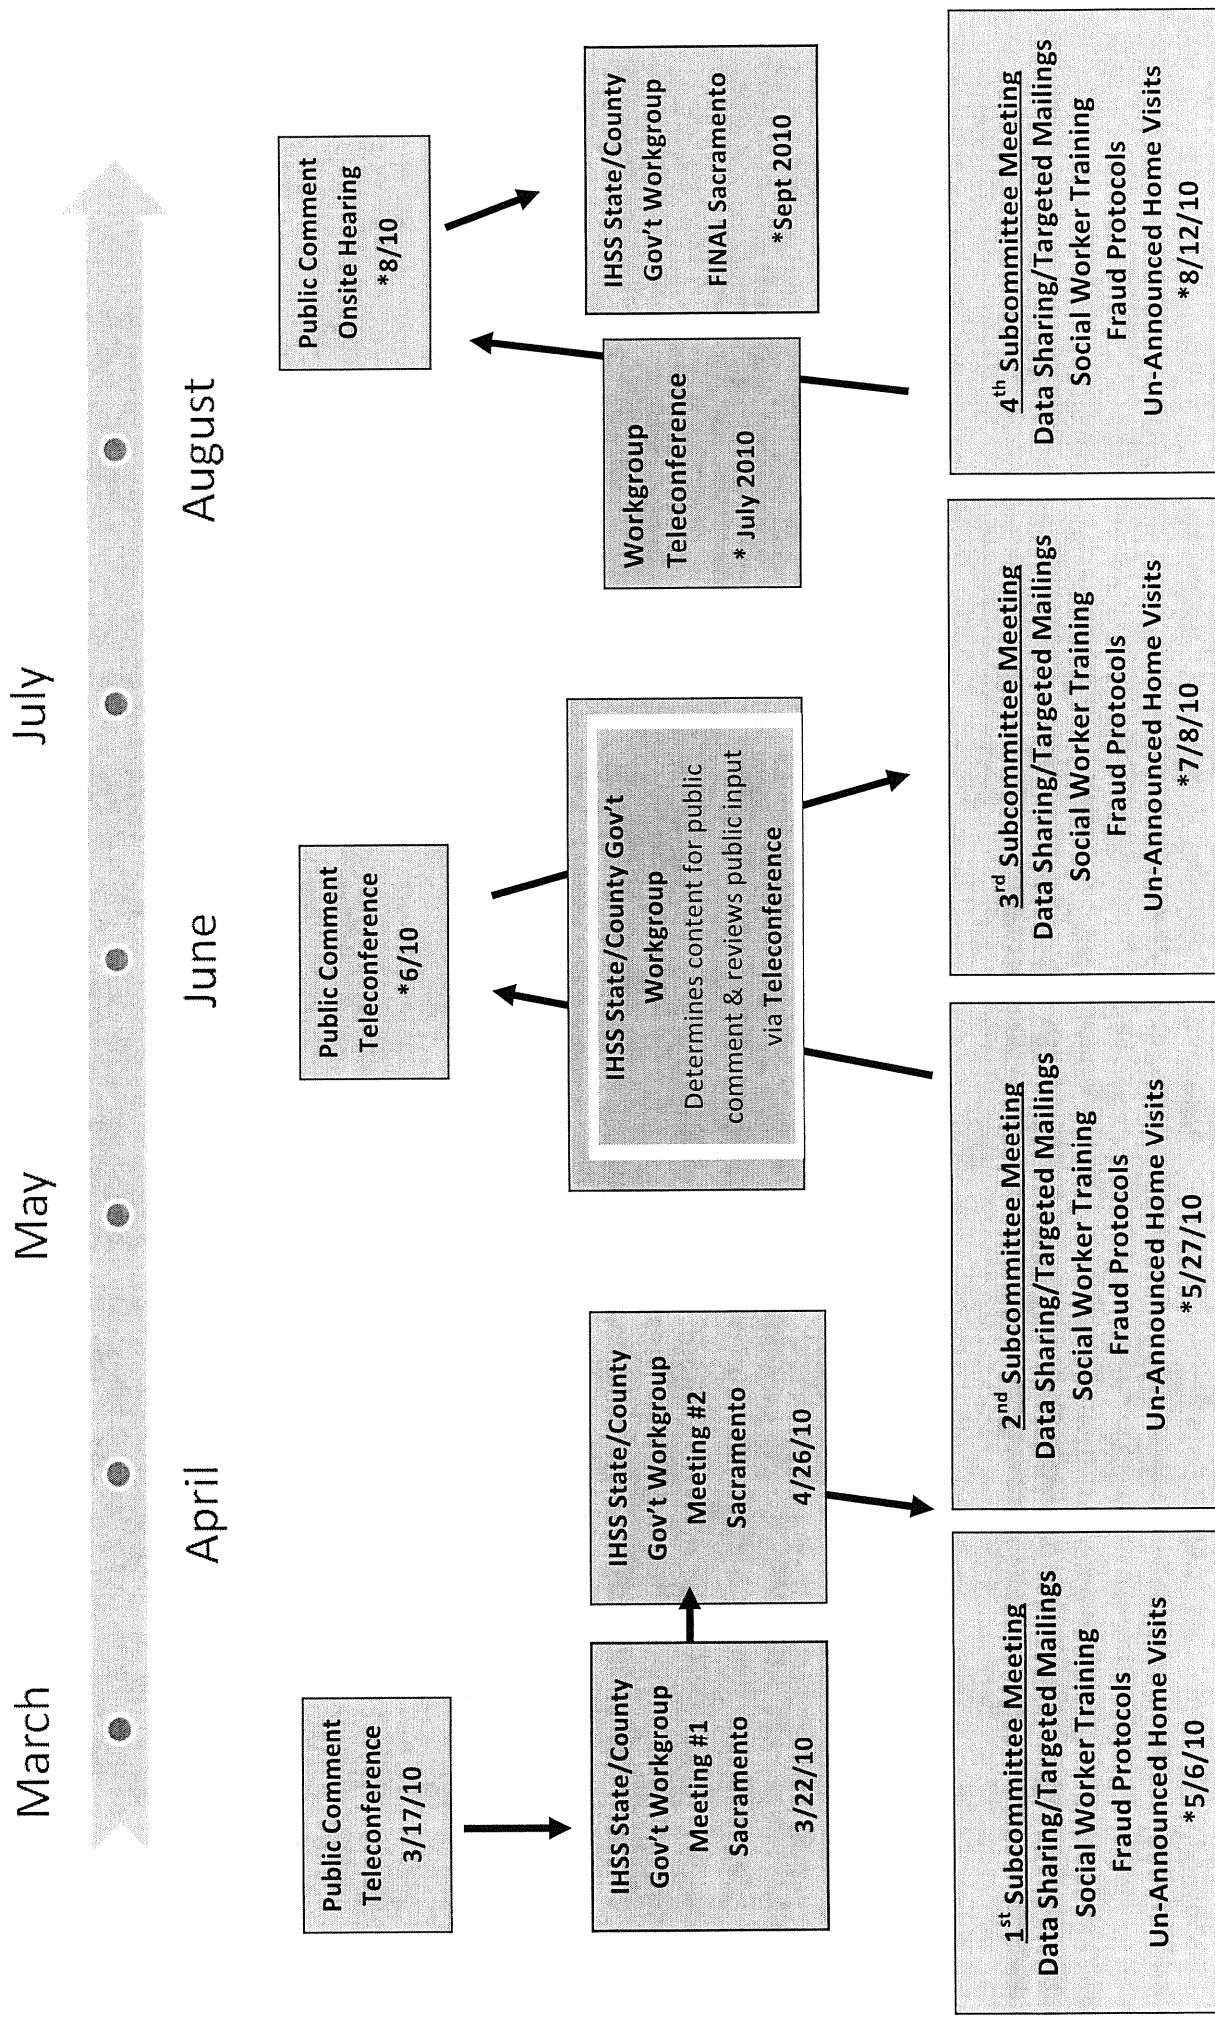 March
April
May
June
July
August
Public Comment
Teleconference
3/17/10
Public Comment
Teleconference
*6/10
Public Comment
Onsite Hearing
*8/10
IHSS State/County
Gov't Workgroup
Meeting #1
Sacramento
3/22/10
IHSS State/County
Gov't Workgroup
Meeting #2
Sacramento
4/26/10
IHSS State/County Gov't
Workgroup
Determines content for public
comment & reviews public input
via Teleconference
Workgroup
Teleconference
* July 2010
IHSS State/County
Gov't Workgroup
FINAL Sacramento
*Sept 2010
1st Subcommittee Meeting
Data Sharing/Targeted Mailings
Social Worker Training
Fraud Protocols
Un-Announced Home Visits
*5/6/10
2nd Subcommittee Meeting
Data Sharing/Targeted Mailings
Social Worker Training
Fraud Protocols
Un-Announced Home Visits
*5/27/10
3rd Subcommittee Meeting
Data Sharing/Targeted Mailings
Social Worker Training
Fraud Protocols
Un-Announced Home Visits
*7/8/10
4th Subcommittee Meeting
Data Sharing/Targeted Mailings
Social Worker Training
Fraud Protocols
Un-Announced Home Visits
*8/12/10